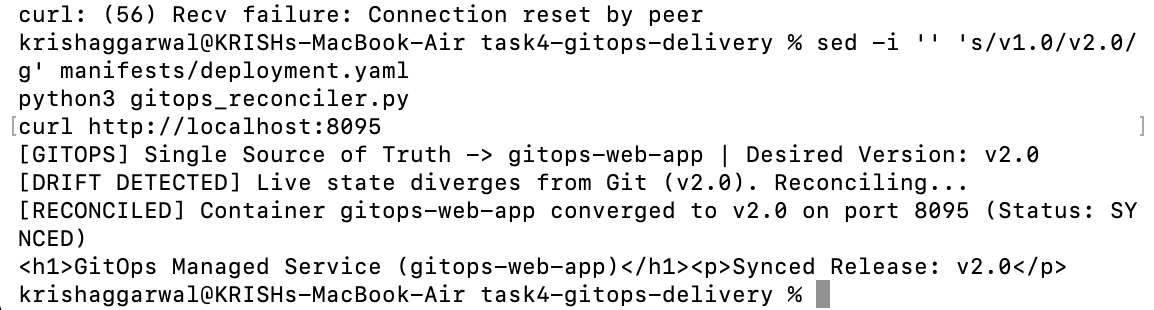 curl: (56) Recv failure: Connection reset by peer
krishaggarwal@KRISHs-MacBook-Air task4-gitops-delivery % sed -i '' 's/v1.0/v2.0/
g' manifests/deployment.yaml
python3 gitops_reconciler.py
[curl http://localhost:8095 ]
[GITOPS] Single Source of Truth -> gitops-web-app | Desired Version: v2.0
[DRIFT DETECTED] Live state diverges from Git (v2.0). Reconciling...
[RECONCILED] Container gitops-web-app converged to v2.0 on port 8095 (Status: SY
NCED)
<h1>GitOps Managed Service (gitops-web-app)</h1><p>Synced Release: v2.0</p>
krishaggarwal@KRISHs-MacBook-Air task4-gitops-delivery %